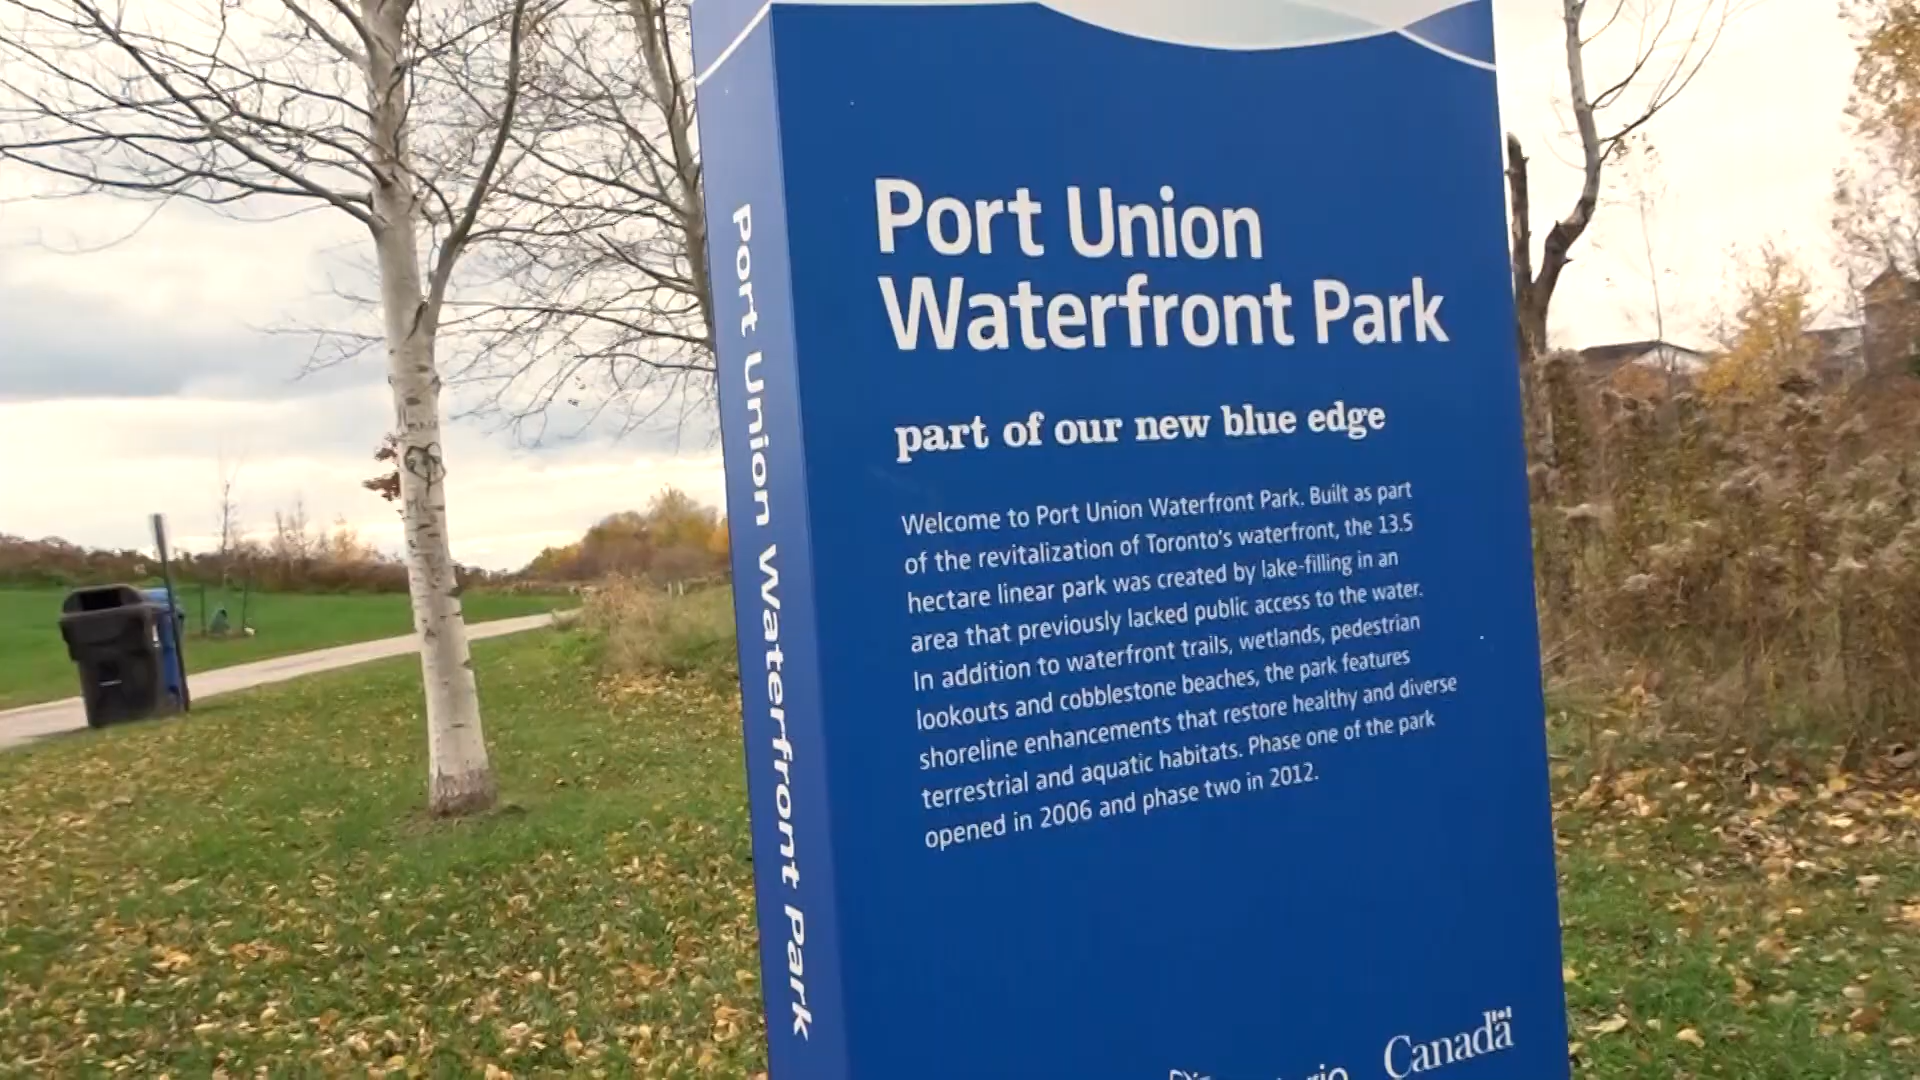 Port Union
Waterfront Park
part of our new blue edge
Welcome to Port Union Waterfront Park. Built as part
of the revitalization of Toronto's waterfront, the 13.5
hectare linear park was created by lake-filling in an
area that previously lacked public access to the water.
In addition to waterfront trails, wetlands, pedestrian
lookouts and cobblestone beaches, the park features
shoreline enhancements that restore healthy and diverse
terrestrial and aquatic habitats. Phase one of the park
opened in 2006 and phase two in 2012.
Canada
Port Union Waterfront Park